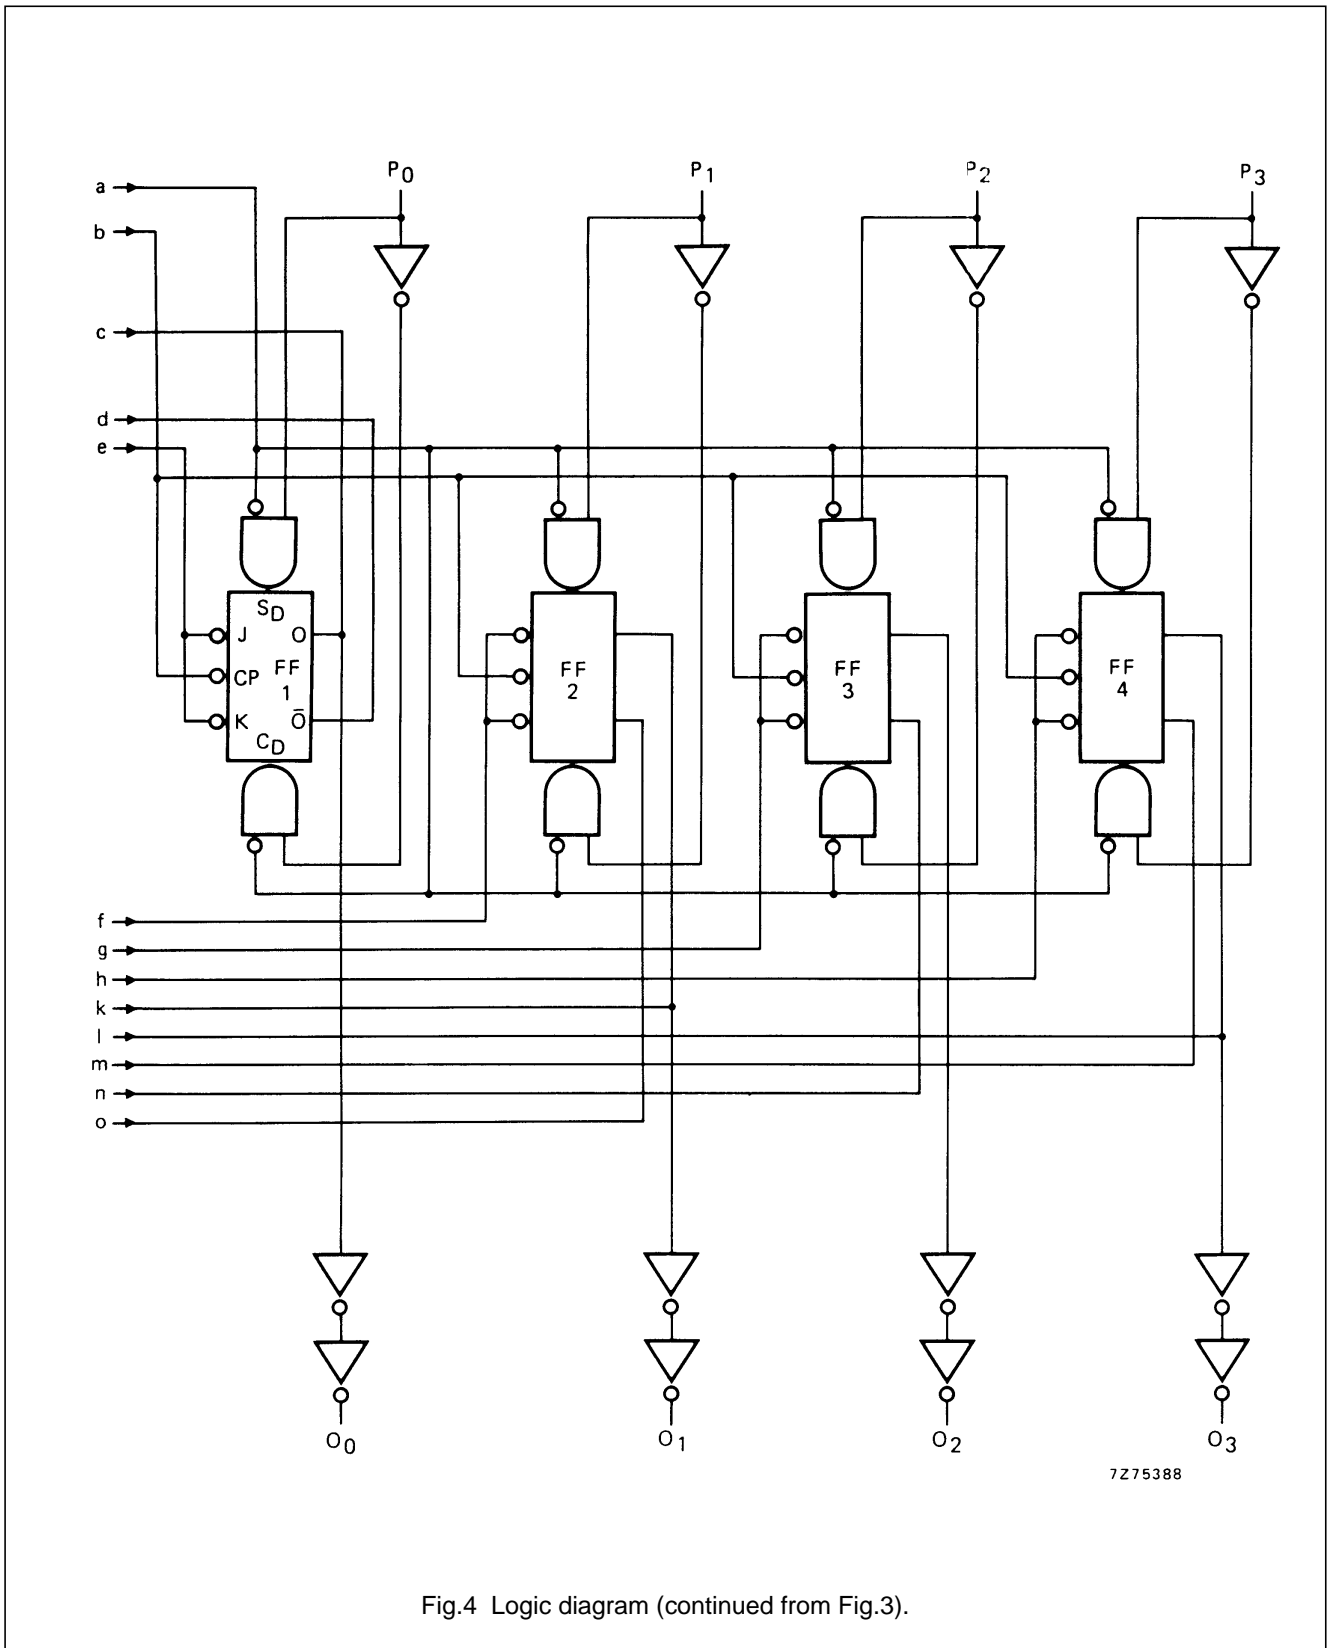 P0 P1 P2 P3
a
b
c
d
e
SD
J O
CP FF 1
K O̅
CD
FF 2
FF 3
FF 4
f
g
h
k
l
m
n
o
O0 O1 O2 O3
7Z75388
Fig.4 Logic diagram (continued from Fig.3).